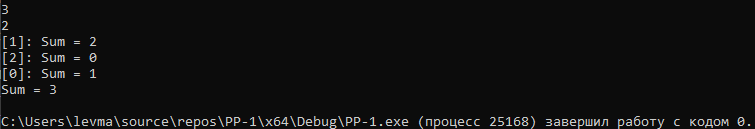 3
2
[1]: Sum = 2
[2]: Sum = 0
[0]: Sum = 1
Sum = 3
C:\Users\levma\source\repos\PP-1\x64\Debug\PP-1.exe (процесс 25168) завершил работу с кодом 0.